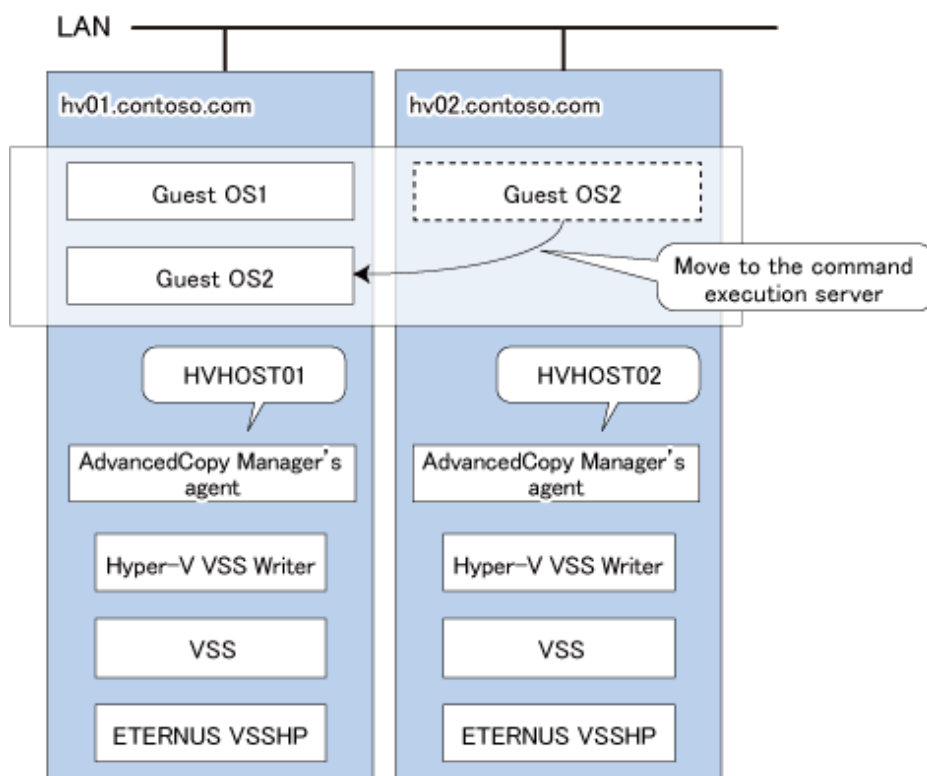 LAN
hv01.contoso.com
hv02.contoso.com
Guest OS1
Guest OS2
Guest OS2
Move to the command
execution server
HVHOST01
HVHOST02
AdvancedCopy Manager's
agent
AdvancedCopy Manager's
agent
Hyper-V VSS Writer
Hyper-V VSS Writer
VSS
VSS
ETERNUS VSSHP
ETERNUS VSSHP